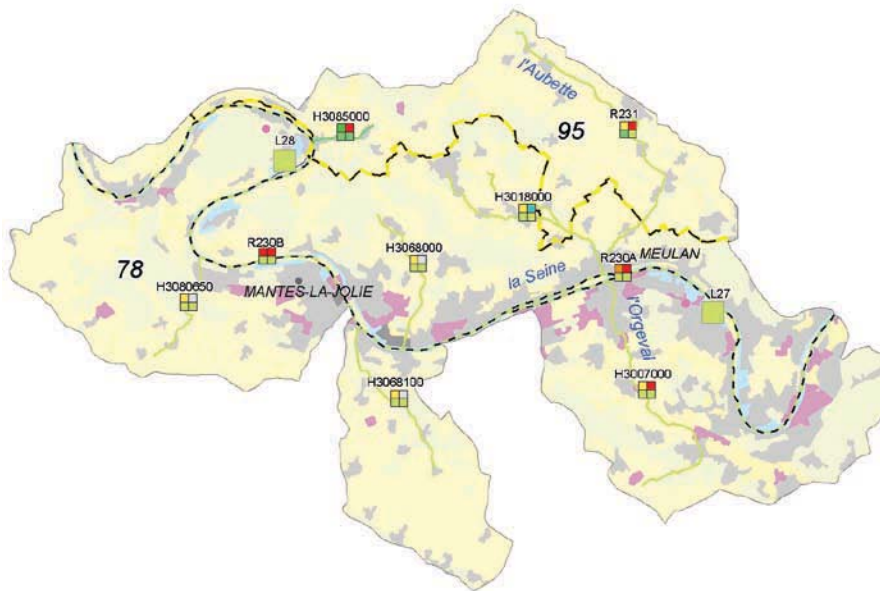 l'Aubette
H3085000
R231
95
L28
H3018000
R230B
H3068000
R230A
MEULAN
78
la Seine
H3080650
MANTES-LA-JOLIE
L27
l'Orgeval
H3068100
H3007000